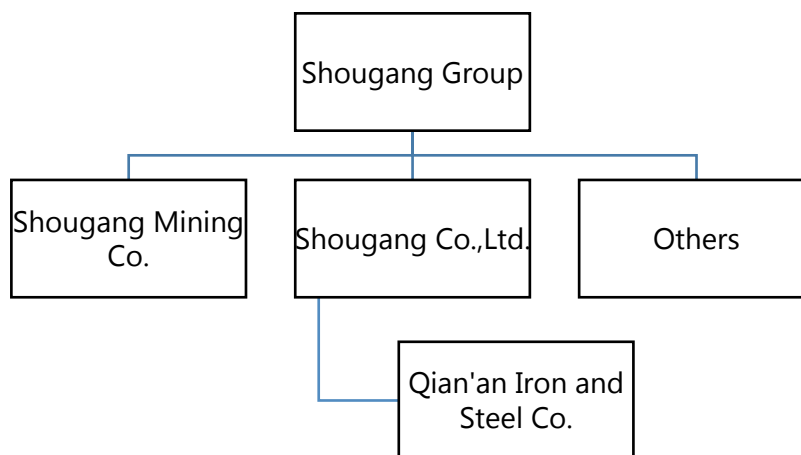 Shougang Group
Shougang Mining
Co.
Shougang Co.,Ltd.
Others
Qian'an Iron and
Steel Co.